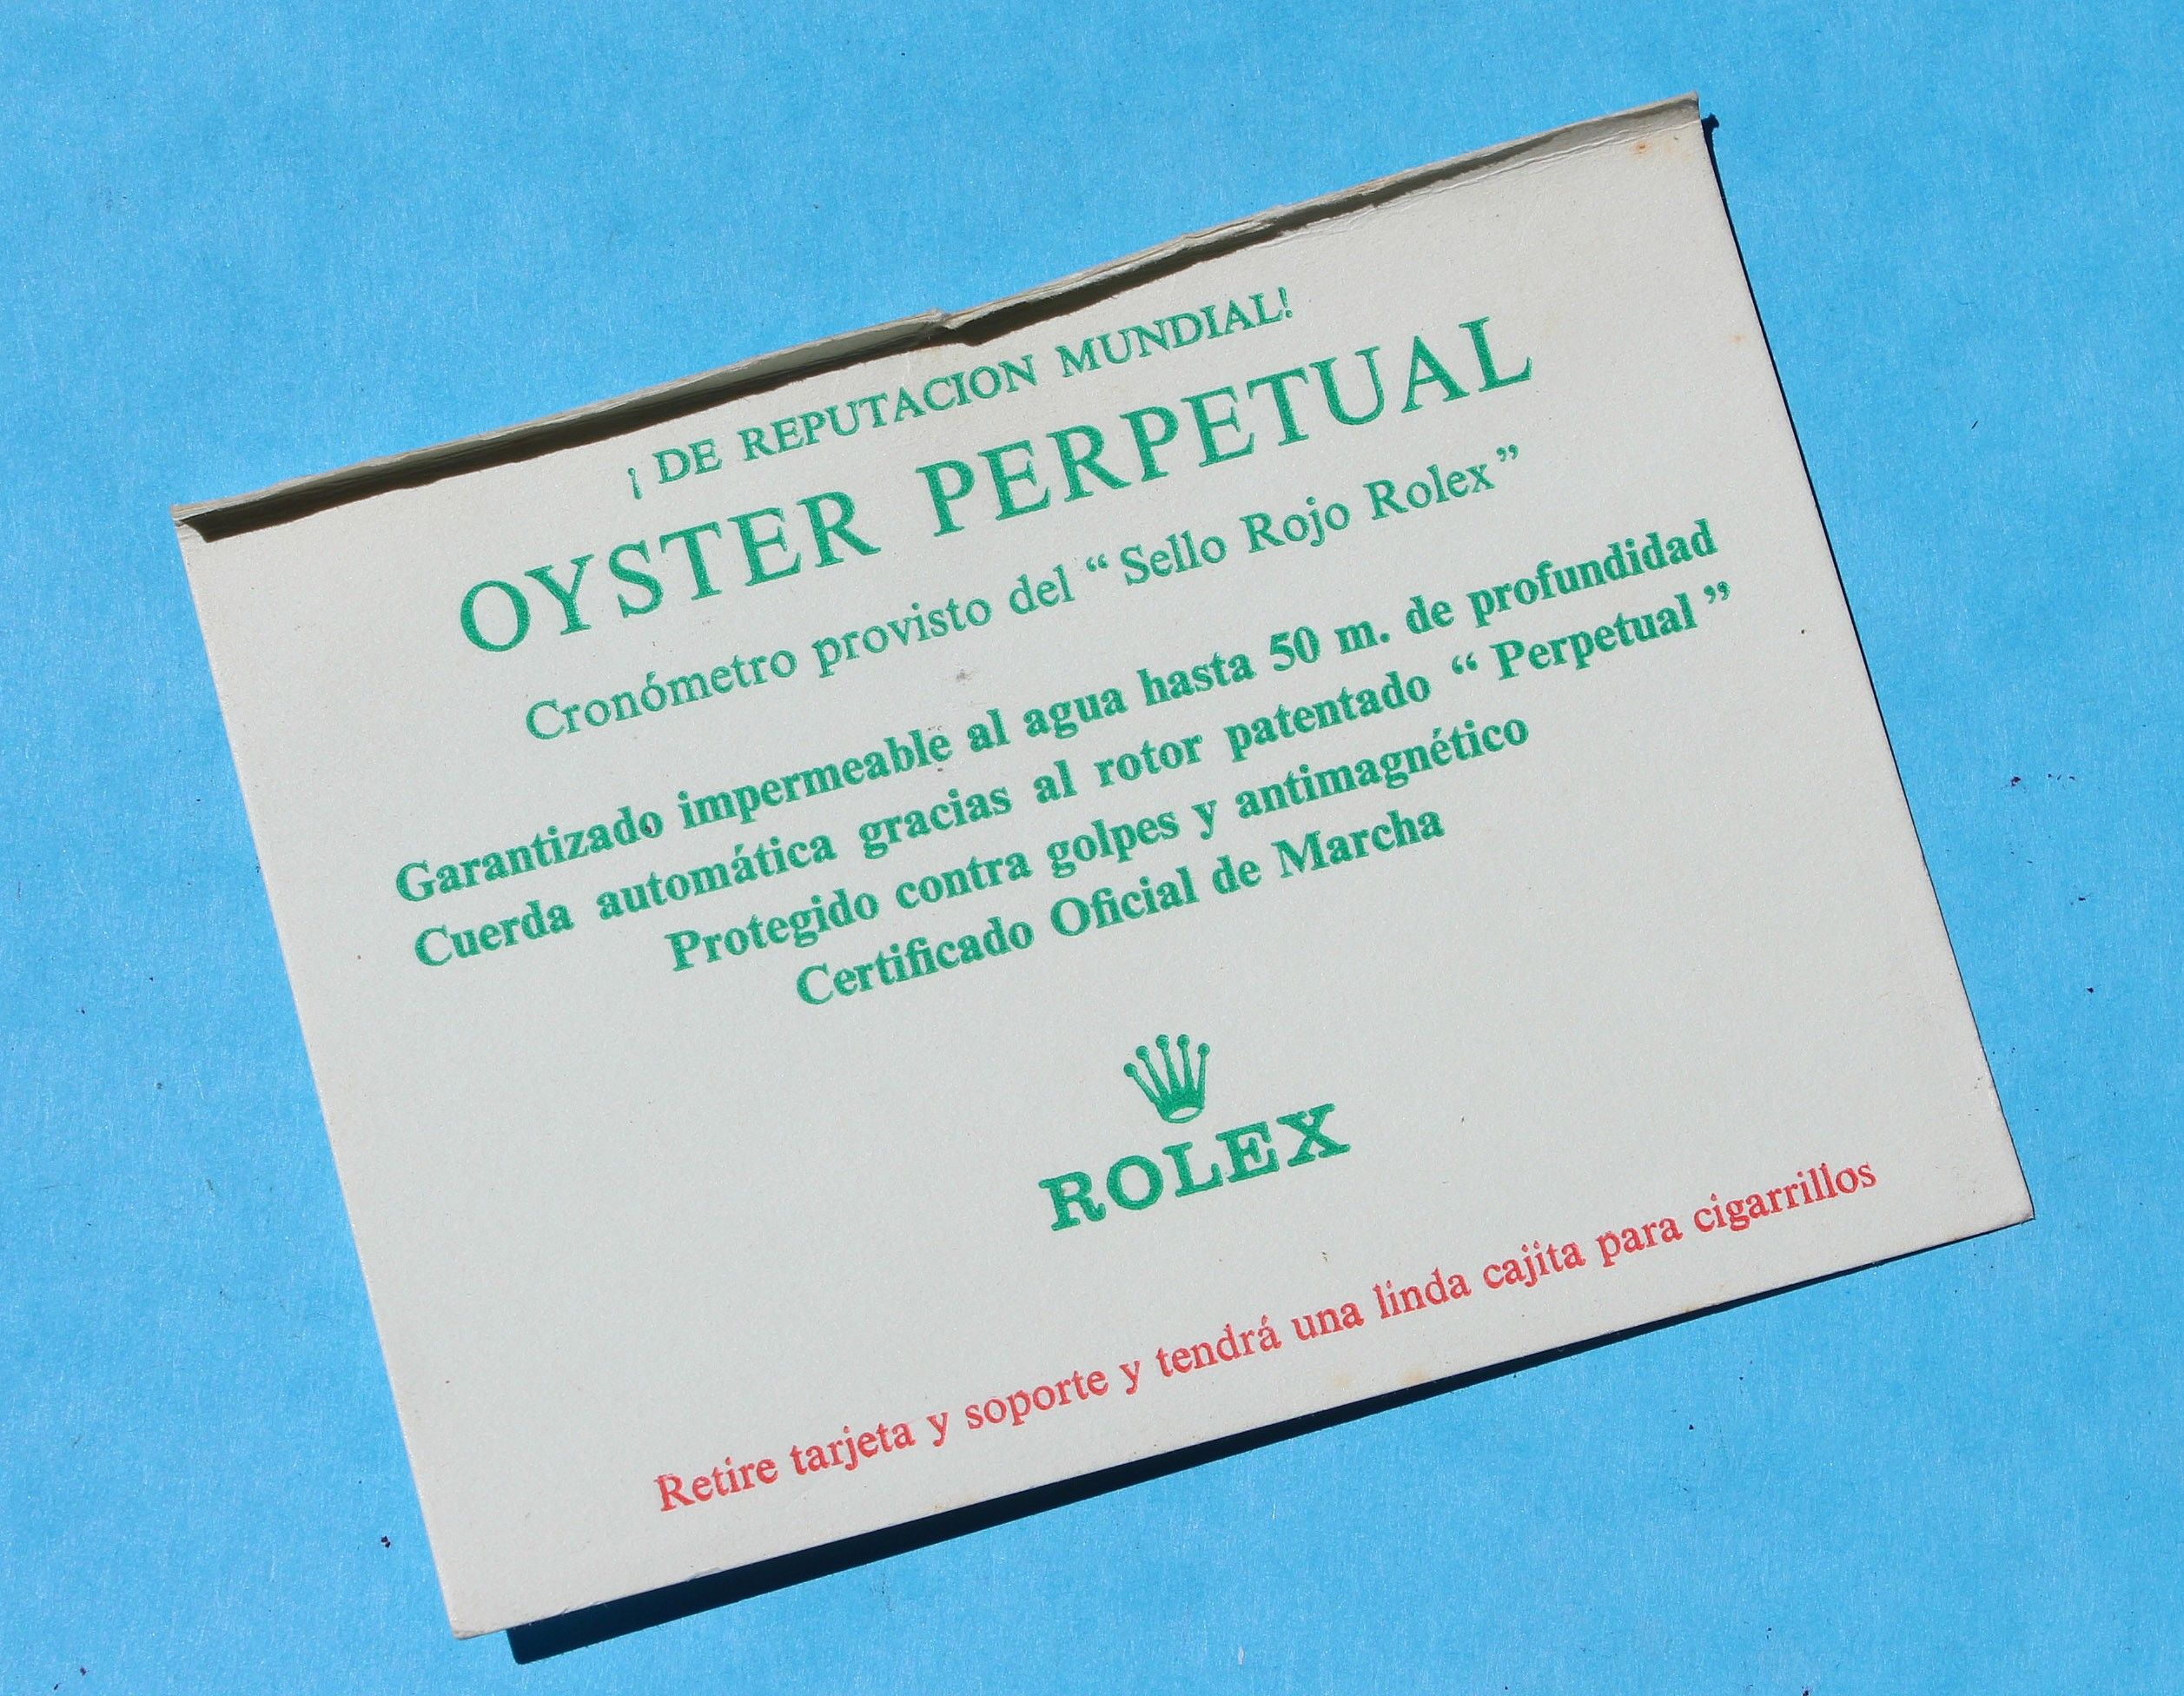 ¡ DE REPUTACION MUNDIAL!
OYSTER PERPETUAL
Cronómetro provisto del “ Sello Rojo Rolex ”
Garantizado impermeable al agua hasta 50 m. de profundidad
Cuerda automática gracias al rotor patentado “ Perpetual ”
Protegido contra golpes y antimagnético
Certificado Oficial de Marcha
ROLEX
Retire tarjeta y soporte y tendrá una linda cajita para cigarrillos